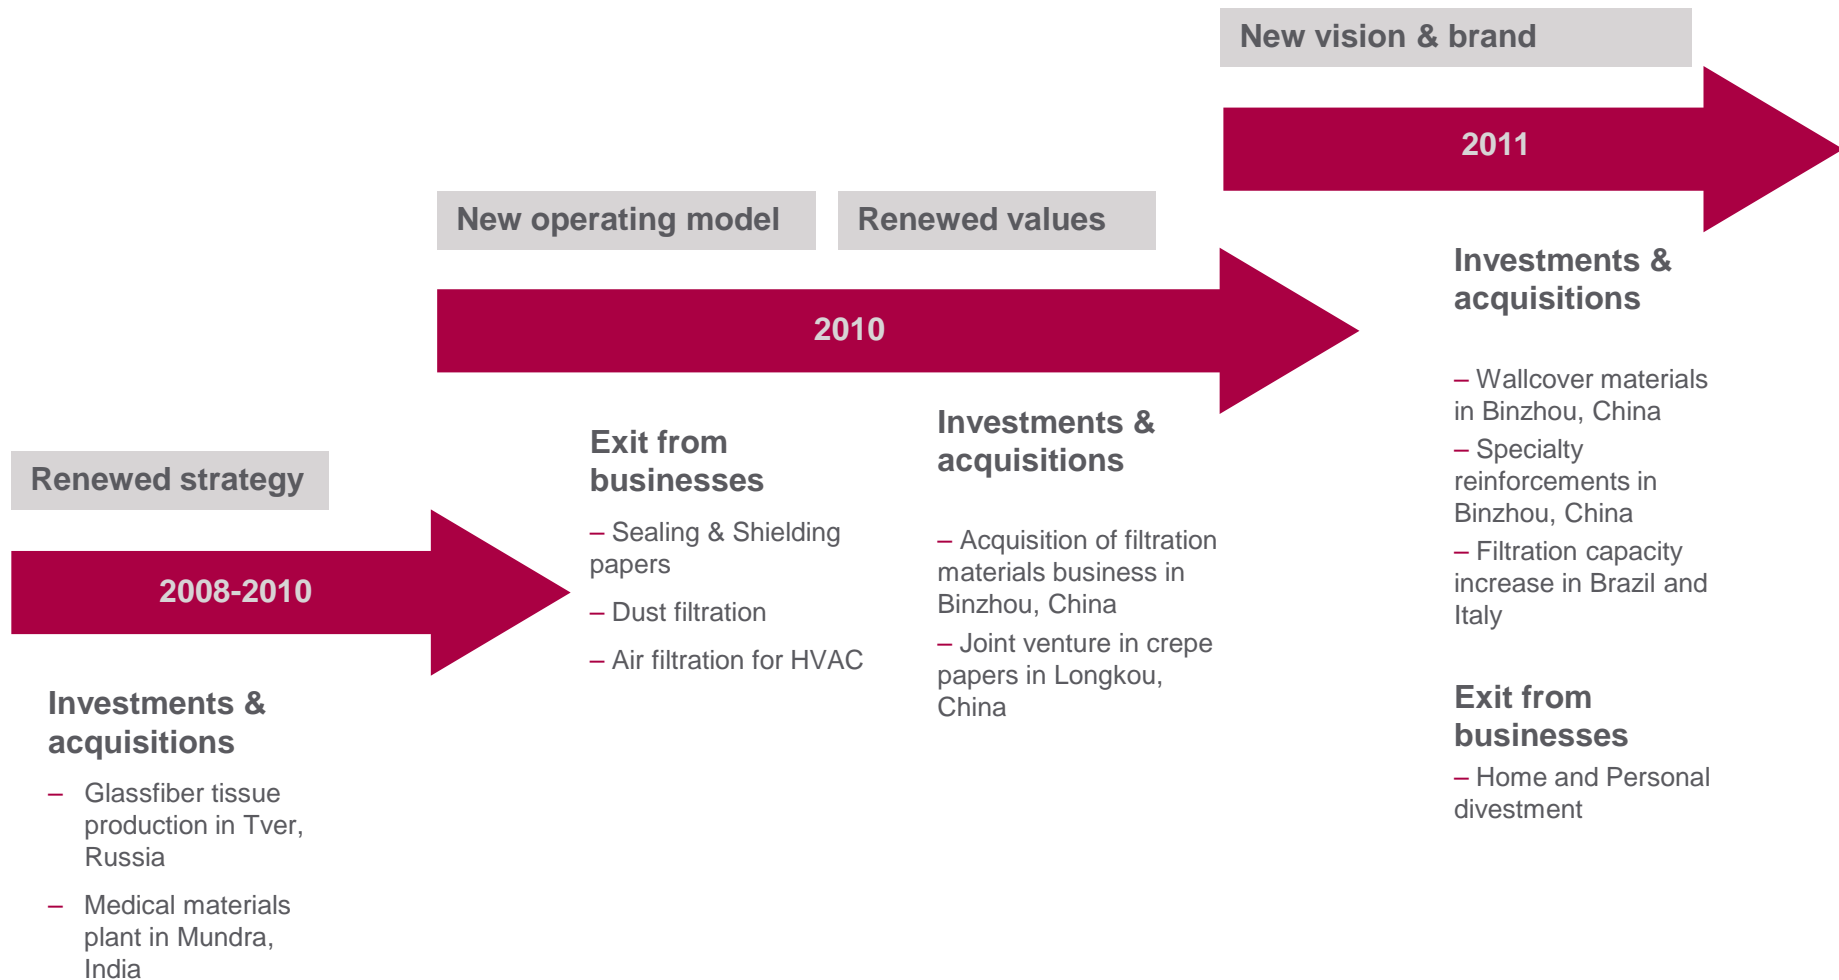 Renewed strategy
2008-2010
Investments &
acquisitions
– Glassfiber tissue
production in Tver,
Russia
– Medical materials
plant in Mundra,
India
New operating model
Renewed values
2010
Exit from
businesses
– Sealing & Shielding
papers
– Dust filtration
– Air filtration for HVAC
Investments &
acquisitions
– Acquisition of filtration
materials business in
Binzhou, China
– Joint venture in crepe
papers in Longkou,
China
New vision & brand
2011
Investments &
acquisitions
– Wallcover materials
in Binzhou, China
– Specialty
reinforcements in
Binzhou, China
– Filtration capacity
increase in Brazil and
Italy
Exit from
businesses
– Home and Personal
divestment